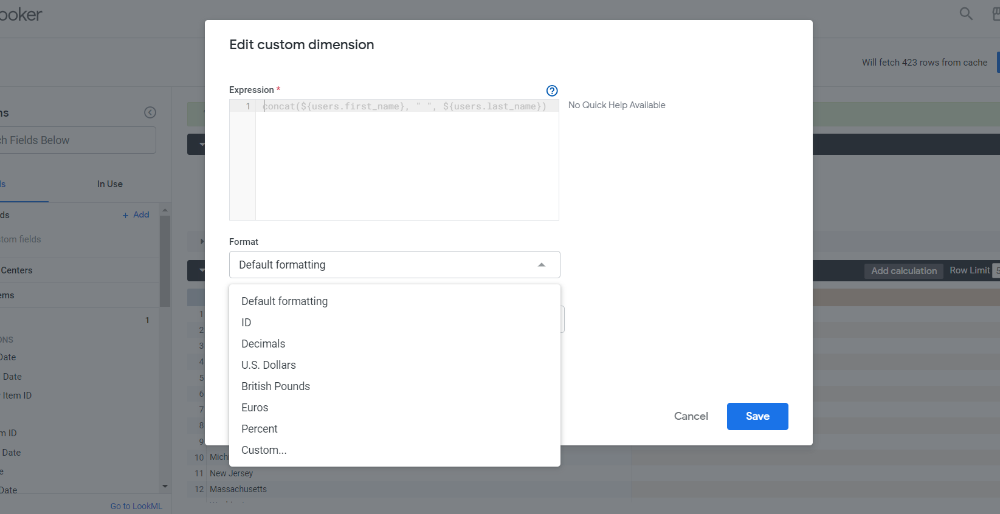 ooker
Edit custom dimension
Will fetch 423 rows from cache
Expression *
1 concat(${users.first_name}, " ", ${users.last_name})
No Quick Help Available
ns
ch Fields Below
ls
In Use
ds
+ Add
stom fields
Format
Default formatting
Centers
Add calculation
Row Limit
5
ems
Default formatting
ID
Decimals
U.S. Dollars
British Pounds
Euros
Percent
Custom...
1
ONS
Date
Date
Item ID
m ID
Date
e
Date
Go to LookML
Cancel
Save
1
2
3
4
5
6
7
8
9
10 Michi
11 New Jersey
12 Massachusetts